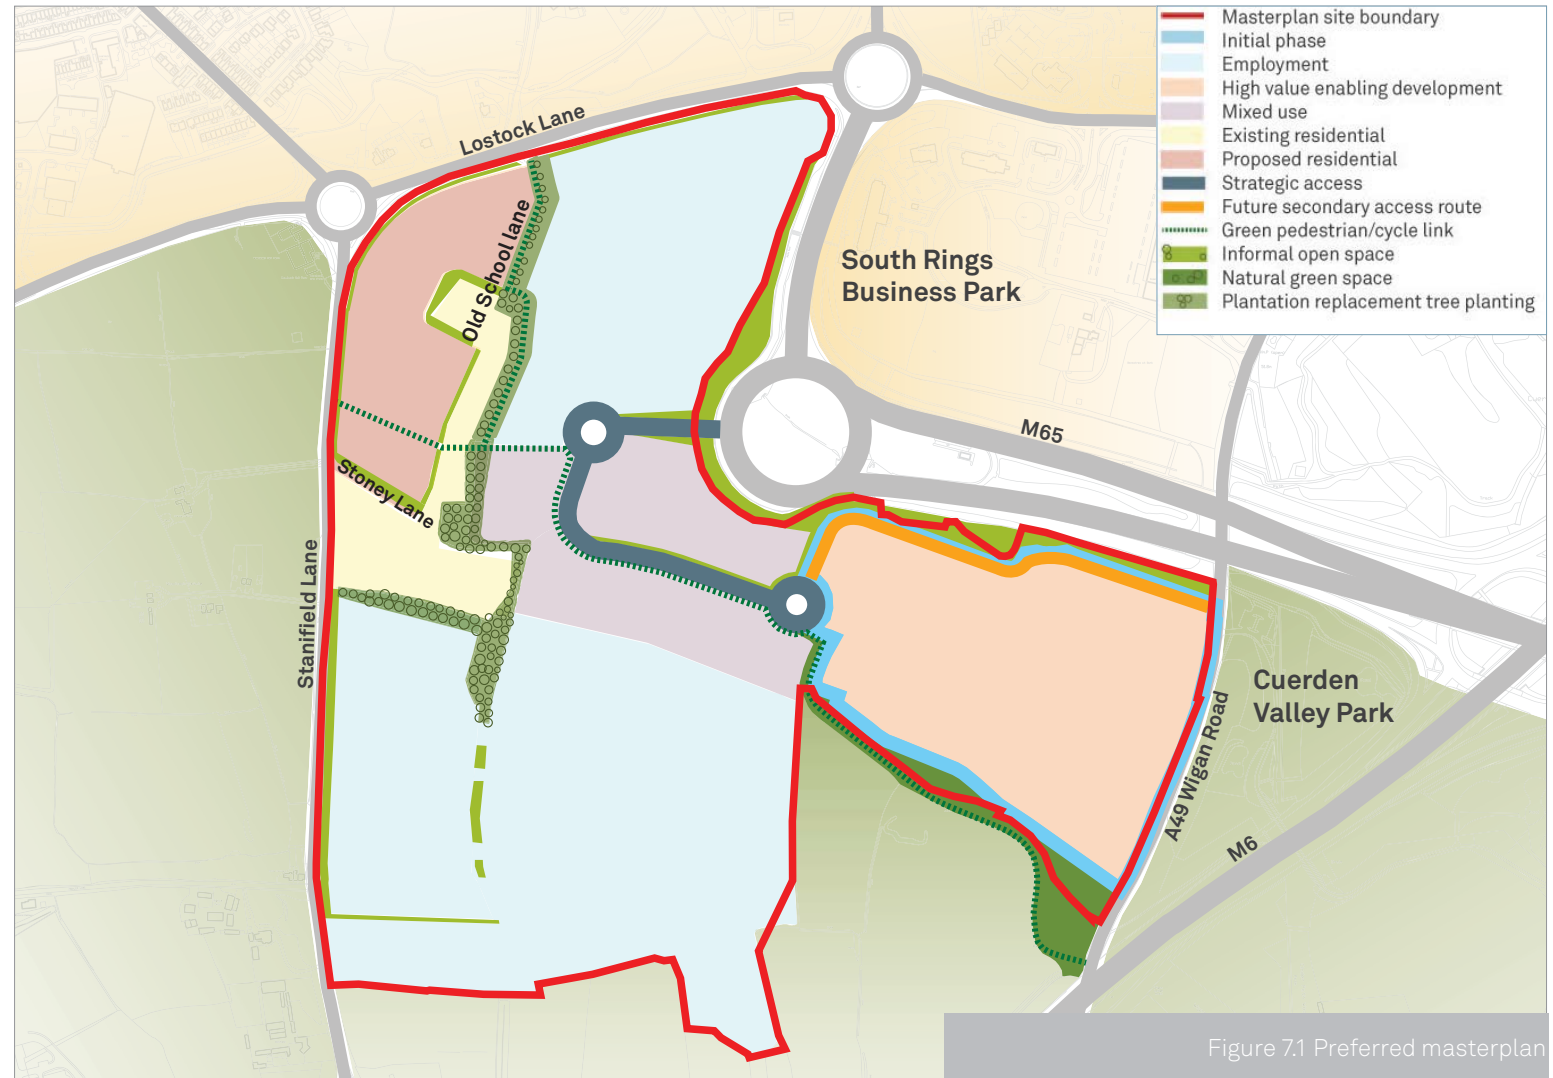 Masterplan site boundary
Initial phase
Employment
High value enabling development
Mixed use
Existing residential
Proposed residential
Strategic access
Future secondary access route
Green pedestrian/cycle link
Informal open space
Natural green space
Plantation replacement tree planting
Lostock Lane
Old School lane
South Rings
Business Park
M65
Stoney Lane
Stanifield Lane
Cuerden
Valley Park
A49 Wigan Road
M6
Figure 7.1 Preferred masterplan